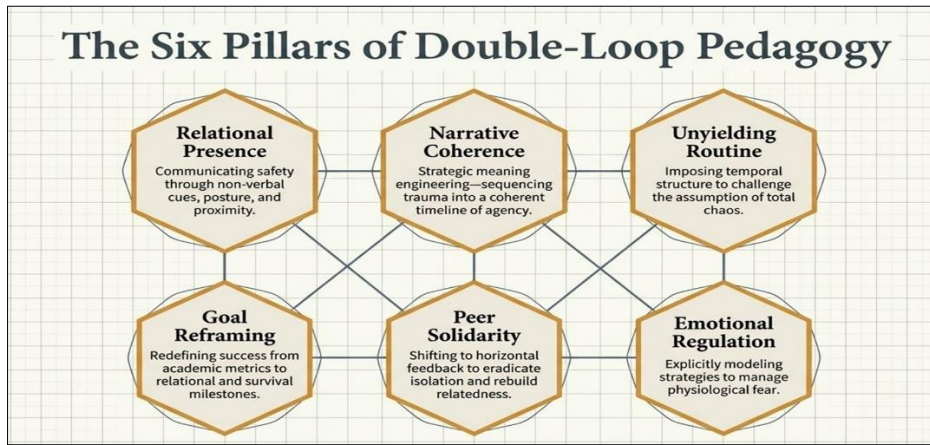 The Six Pillars of Double-Loop Pedagogy
Relational
Presence
Communicating safety
through non-verbal
cues, posture, and
proximity.
Narrative
Coherence
Strategic meaning
engineering—sequencing
trauma into a coherent
timeline of agency.
Unyielding
Routine
Imposing temporal
structure to challenge
the assumption of total
chaos.
Goal
Reframing
Redefining success from
academic metrics to
relational and survival
milestones.
Peer
Solidarity
Shifting to horizontal
feedback to eradicate
isolation and rebuild
relatedness.
Emotional
Regulation
Explicitly modeling
strategies to manage
physiological fear.